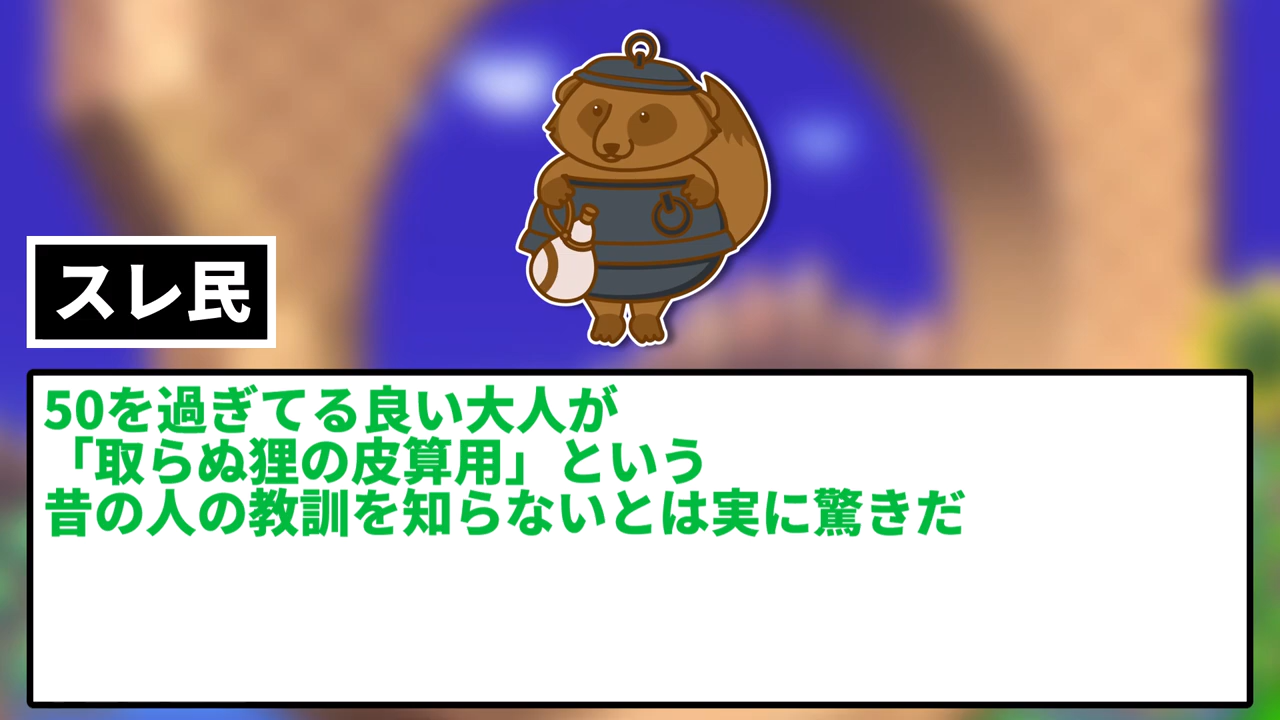 スレ民
50を過ぎてる良い大人が
「取らぬ狸の皮算用」という
昔の人の教訓を知らないとは実に驚きだ